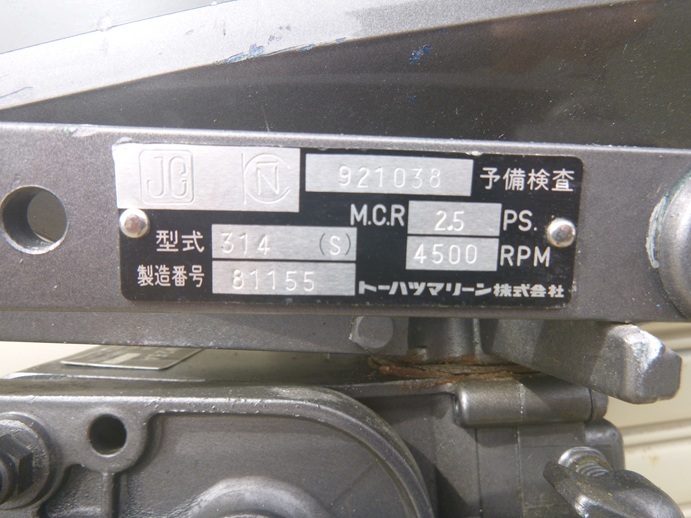 JCI N 921038 予備検査
M.C.R 2.5 PS.
型式 314 (S) 4500 RPM
製造番号 81155 トーハツマリーン株式会社